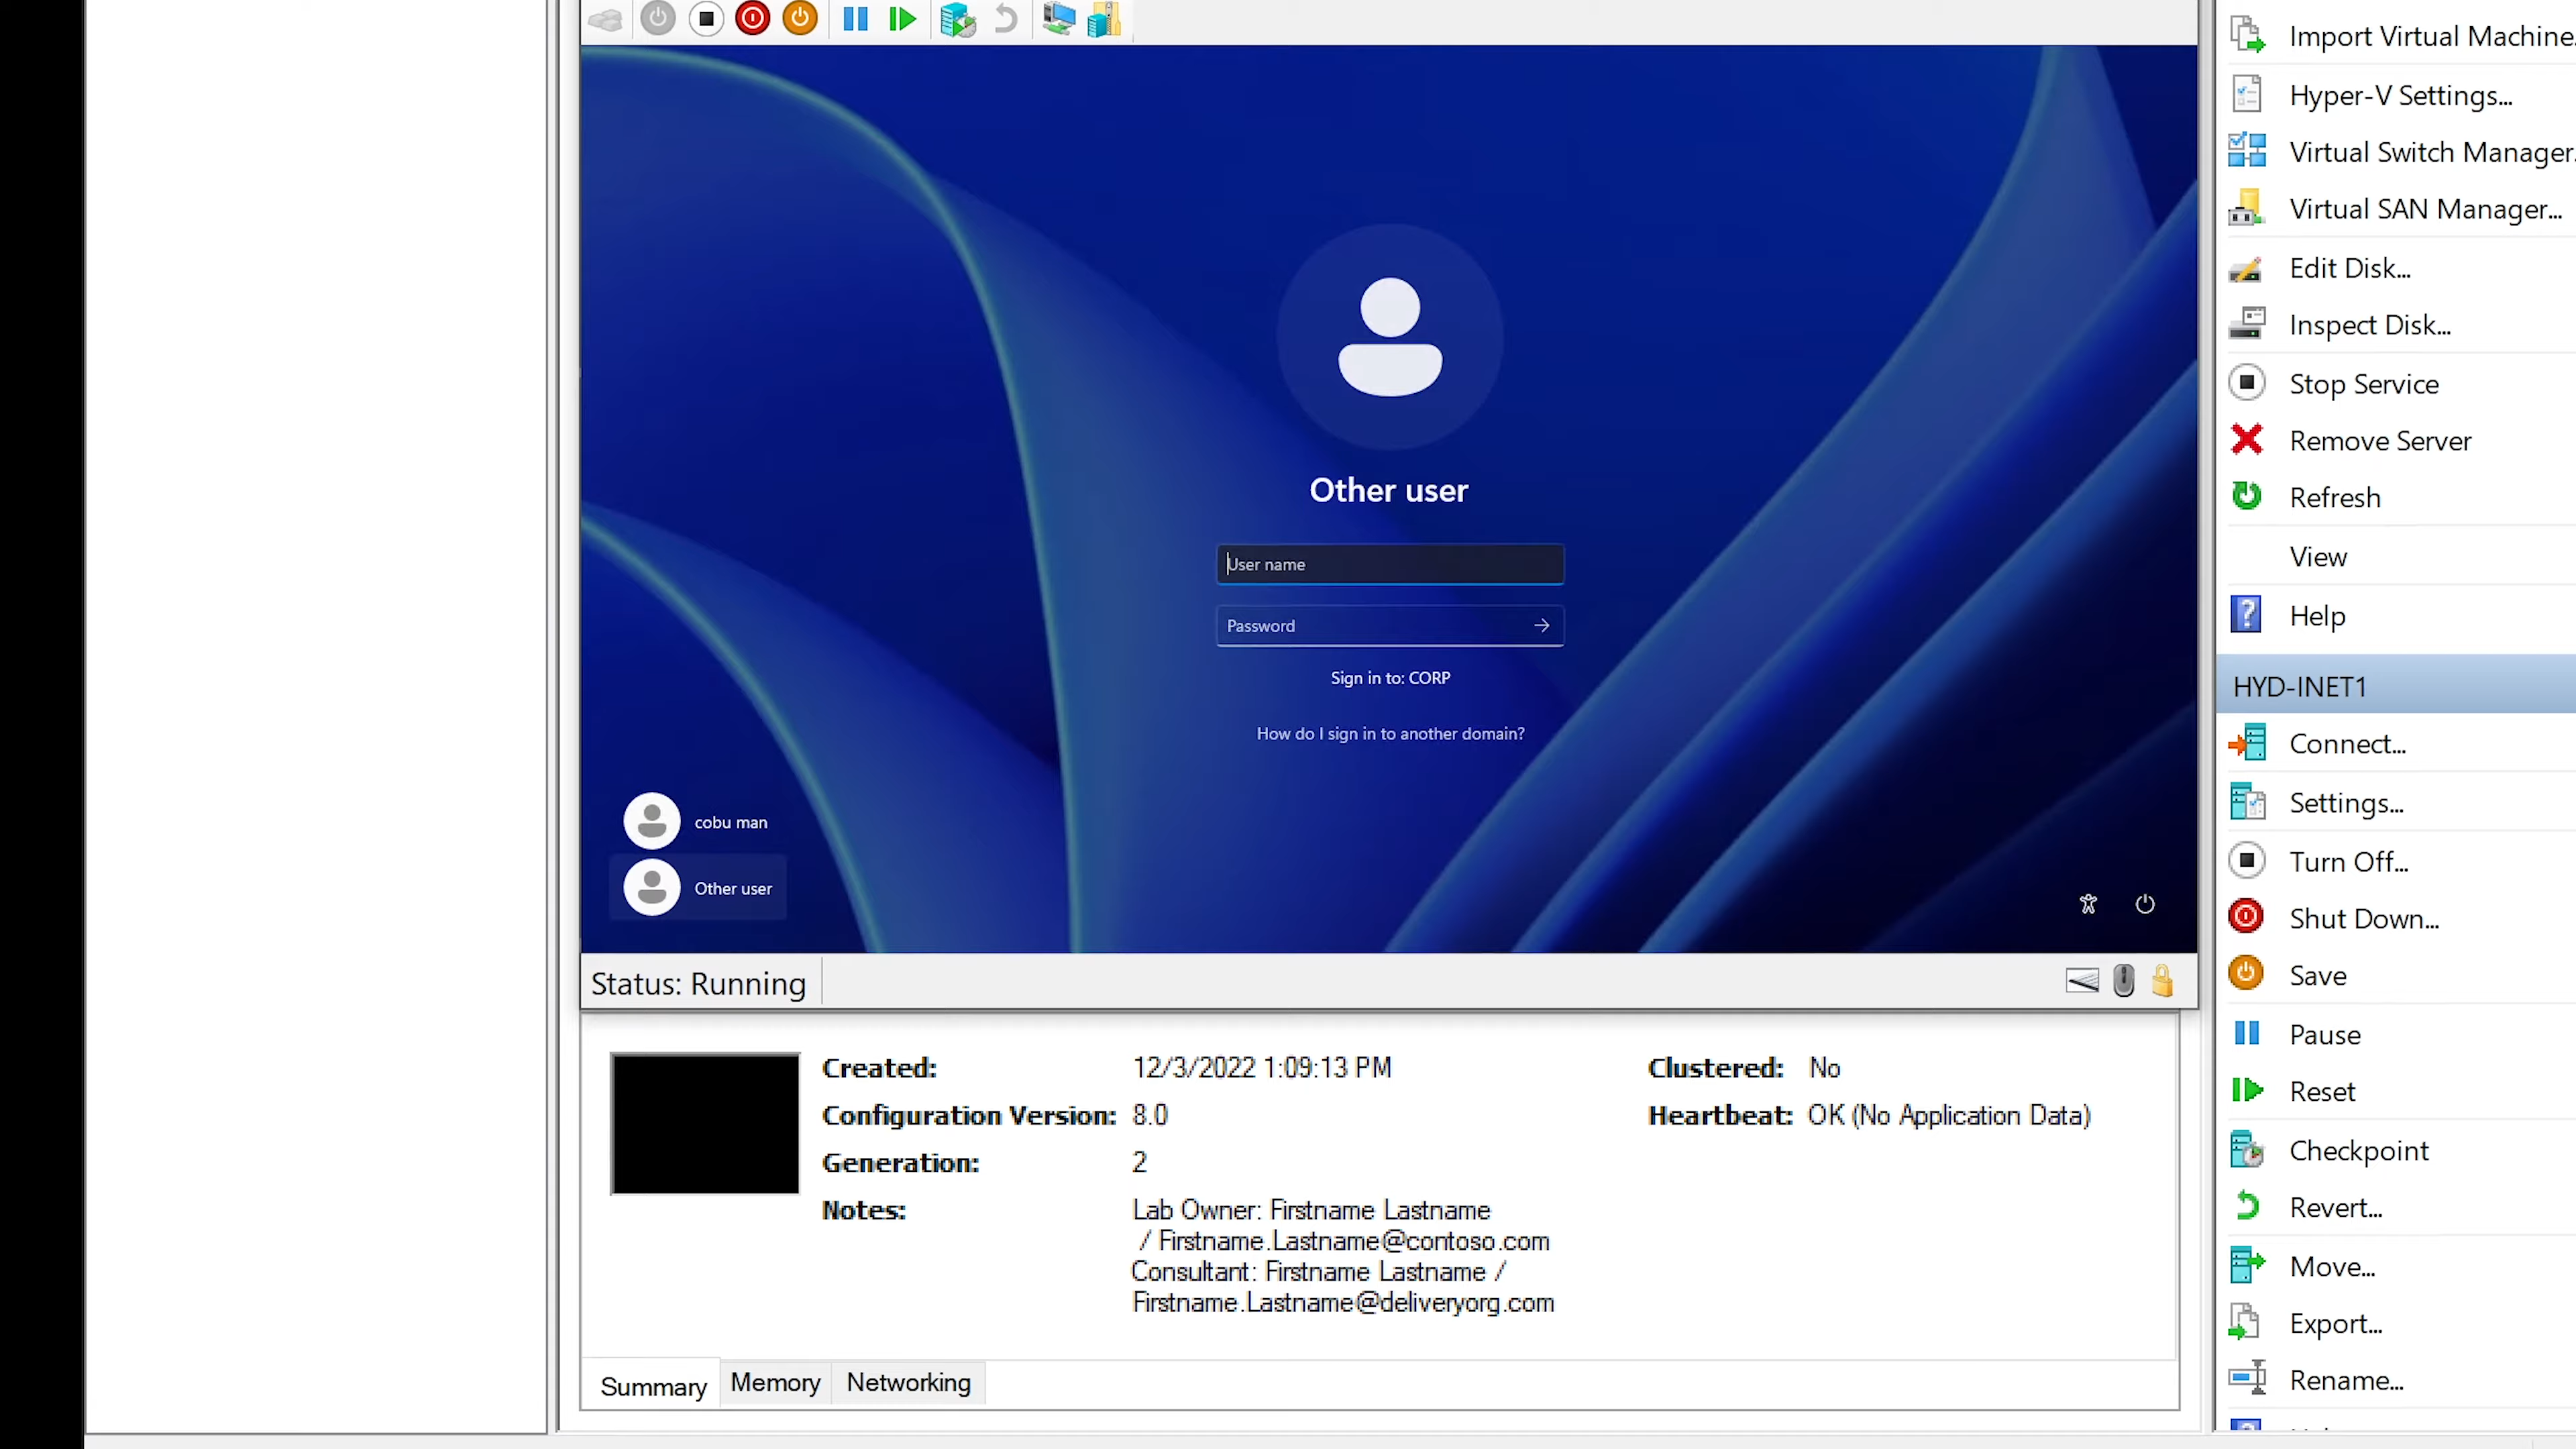 Other user
User name
Password
Sign in to: CORP
How do I sign in to another domain?
cobu man
Other user
Status: Running
Created: 12/3/2022 1:09:13 PM
Clustered: No
Configuration Version: 8.0
Heartbeat: OK (No Application Data)
Generation: 2
Notes: Lab Owner: Firstname Lastname
/ Firstname.Lastname@contoso.com
Consultant: Firstname Lastname /
Firstname.Lastname@deliveryorg.com
Summary
Memory
Networking
Import Virtual Machine.
Hyper-V Settings...
Virtual Switch Manager.
Virtual SAN Manager...
Edit Disk...
Inspect Disk...
Stop Service
Remove Server
Refresh
View
Help
HYD-INET1
Connect...
Settings...
Turn Off...
Shut Down...
Save
Pause
Reset
Checkpoint
Revert...
Move...
Export...
Rename...